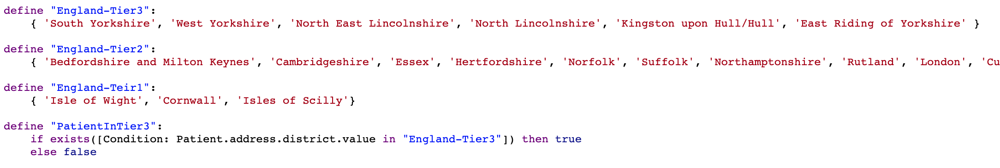 define "England-Tier3":
{ 'South Yorkshire', 'West Yorkshire', 'North East Lincolnshire', 'North Lincolnshire', 'Kingston upon Hull/Hull', 'East Riding of Yorkshire' }
define "England-Tier2":
{ 'Bedfordshire and Milton Keynes', 'Cambridgeshire', 'Essex', 'Hertfordshire', 'Norfolk', 'Suffolk', 'Northamptonshire', 'Rutland', 'London', 'Cu
define "England-Teir1":
{ 'Isle of Wight', 'Cornwall', 'Isles of Scilly'}
define "PatientInTier3":
if exists([Condition: Patient.address.district.value in "England-Tier3"]) then true
else false